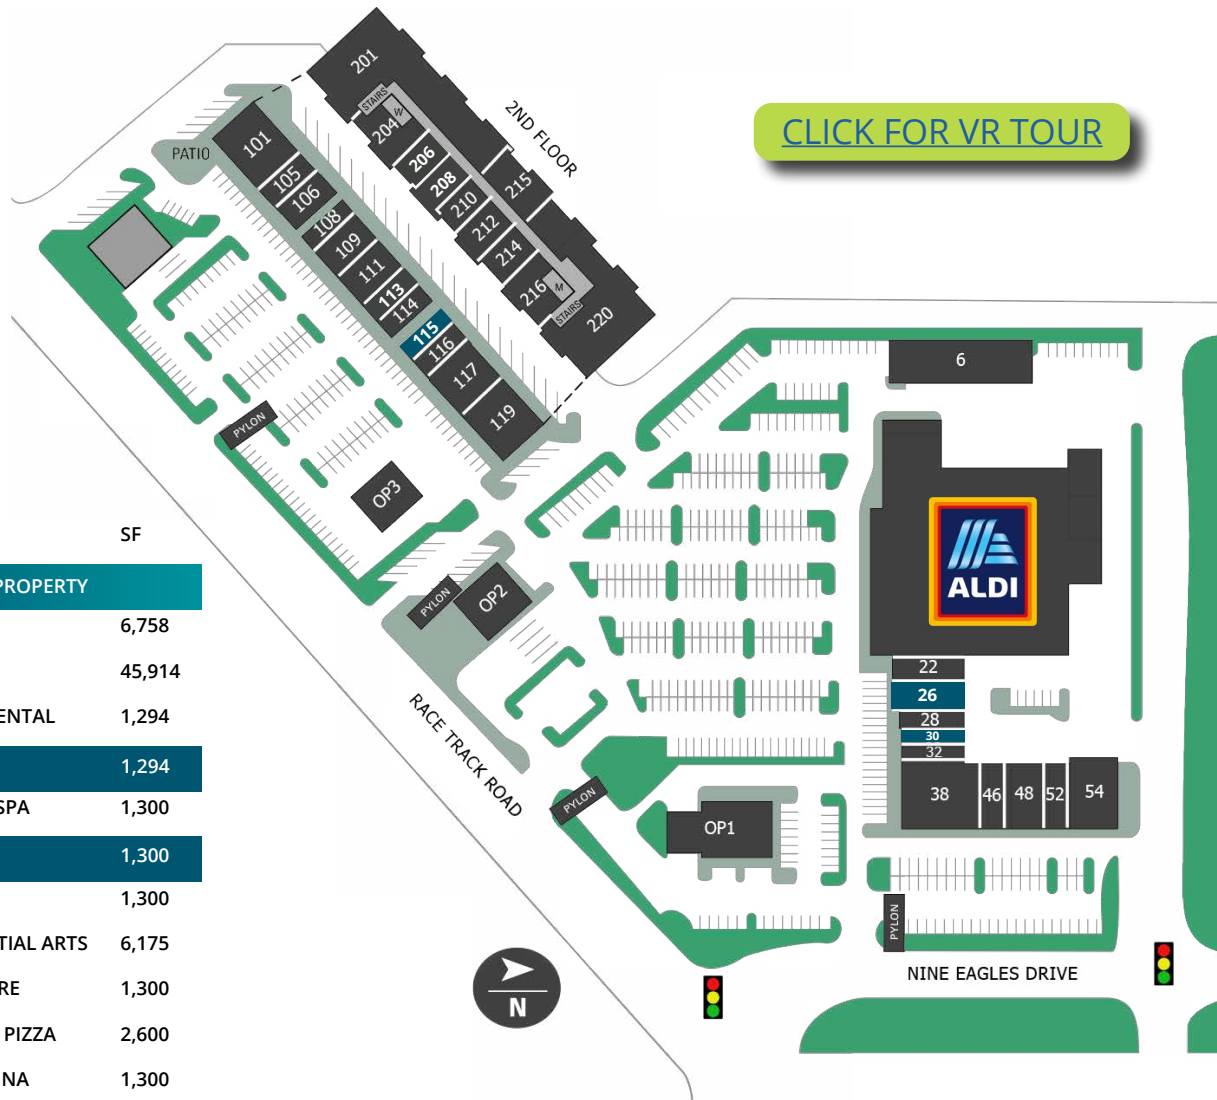 CLICK FOR VR TOUR
201
STAIRS
204
206
208
210
212
214
216
215
220
STAIRS
2ND FLOOR
PATIO
101
105
106
108
109
111
113
114
115
116
117
119
PYLON
OP3
PYLON
OP2
RACE TRACK ROAD
PYLON
OP1
6
ALDI
22
26
28
30
32
38
46
48
52
54
PYLON
NINE EAGLES DRIVE
N
SF
PROPERTY
6,758
45,914
ENTAL 1,294
1,294
SPA 1,300
1,300
1,300
TIAL ARTS 6,175
RE 1,300
PIZZA 2,600
NA 1,300